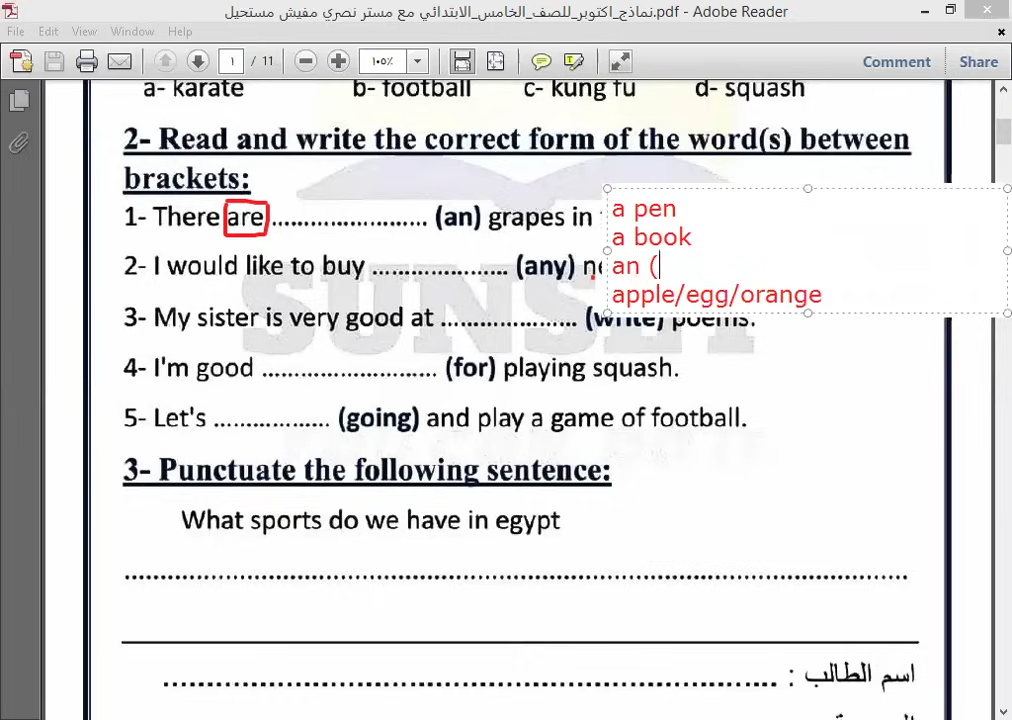 نماذج_اكتوبر_للصف_الخامس_الابتدائي مع مستر نصري مفيش مستحيل.pdf - Adobe Reader
File Edit View Window Help
١ / 11 ١٠٥% Comment Share
a- karate b- football c- kung fu d- squash
2- Read and write the correct form of the word(s) between
brackets:
1- There are ........................ (an) grapes in
a pen
a book
2- I would like to buy ..................... (any)
an (
apple/egg/orange
3- My sister is very good at ..................... (write) poems.
4- I'm good .......................... (for) playing squash.
5- Let's .................. (going) and play a game of football.
3- Punctuate the following sentence:
What sports do we have in egypt
................................................................................
اسم الطالب : ................................................................
SUNSET